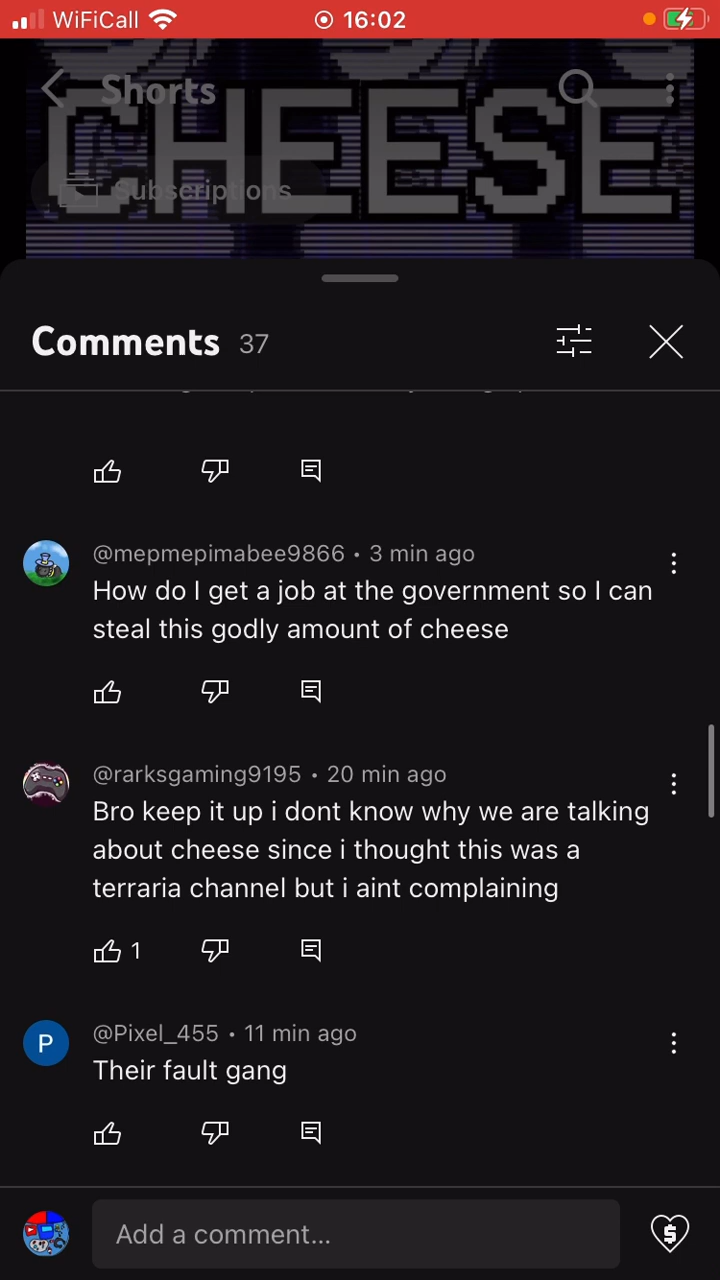 WiFiCall
16:02
Shorts
CHEESE
Subscriptions
Comments 37
@mepmepimabee9866 • 3 min ago
How do I get a job at the government so I can
steal this godly amount of cheese
@rarksgaming9195 • 20 min ago
Bro keep it up i dont know why we are talking
about cheese since i thought this was a
terraria channel but i aint complaining
1
P
@Pixel_455 • 11 min ago
Their fault gang
Add a comment...
$